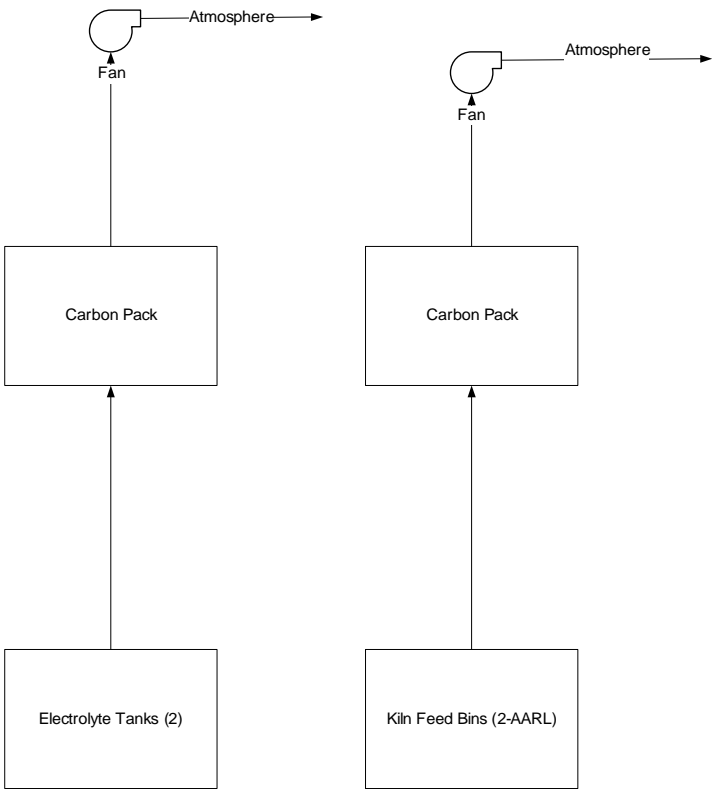 Atmosphere
Fan
Atmosphere
Fan
Carbon Pack
Carbon Pack
Electrolyte Tanks (2)
Kiln Feed Bins (2-AARL)